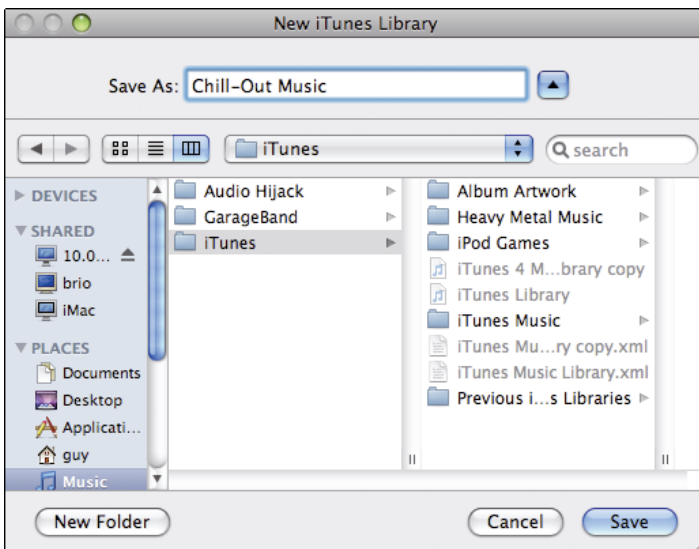 New iTunes Library
Save As: Chill-Out Music
iTunes
search
DEVICES
SHARED
10.0...
brio
iMac
PLACES
Documents
Desktop
Applicati...
guy
Music
Audio Hijack
GarageBand
iTunes
Album Artwork
Heavy Metal Music
iPod Games
iTunes 4 M...brary copy
iTunes Library
iTunes Music
iTunes Mu...ry copy.xml
iTunes Music Library.xml
Previous i...s Libraries
New Folder
Cancel
Save